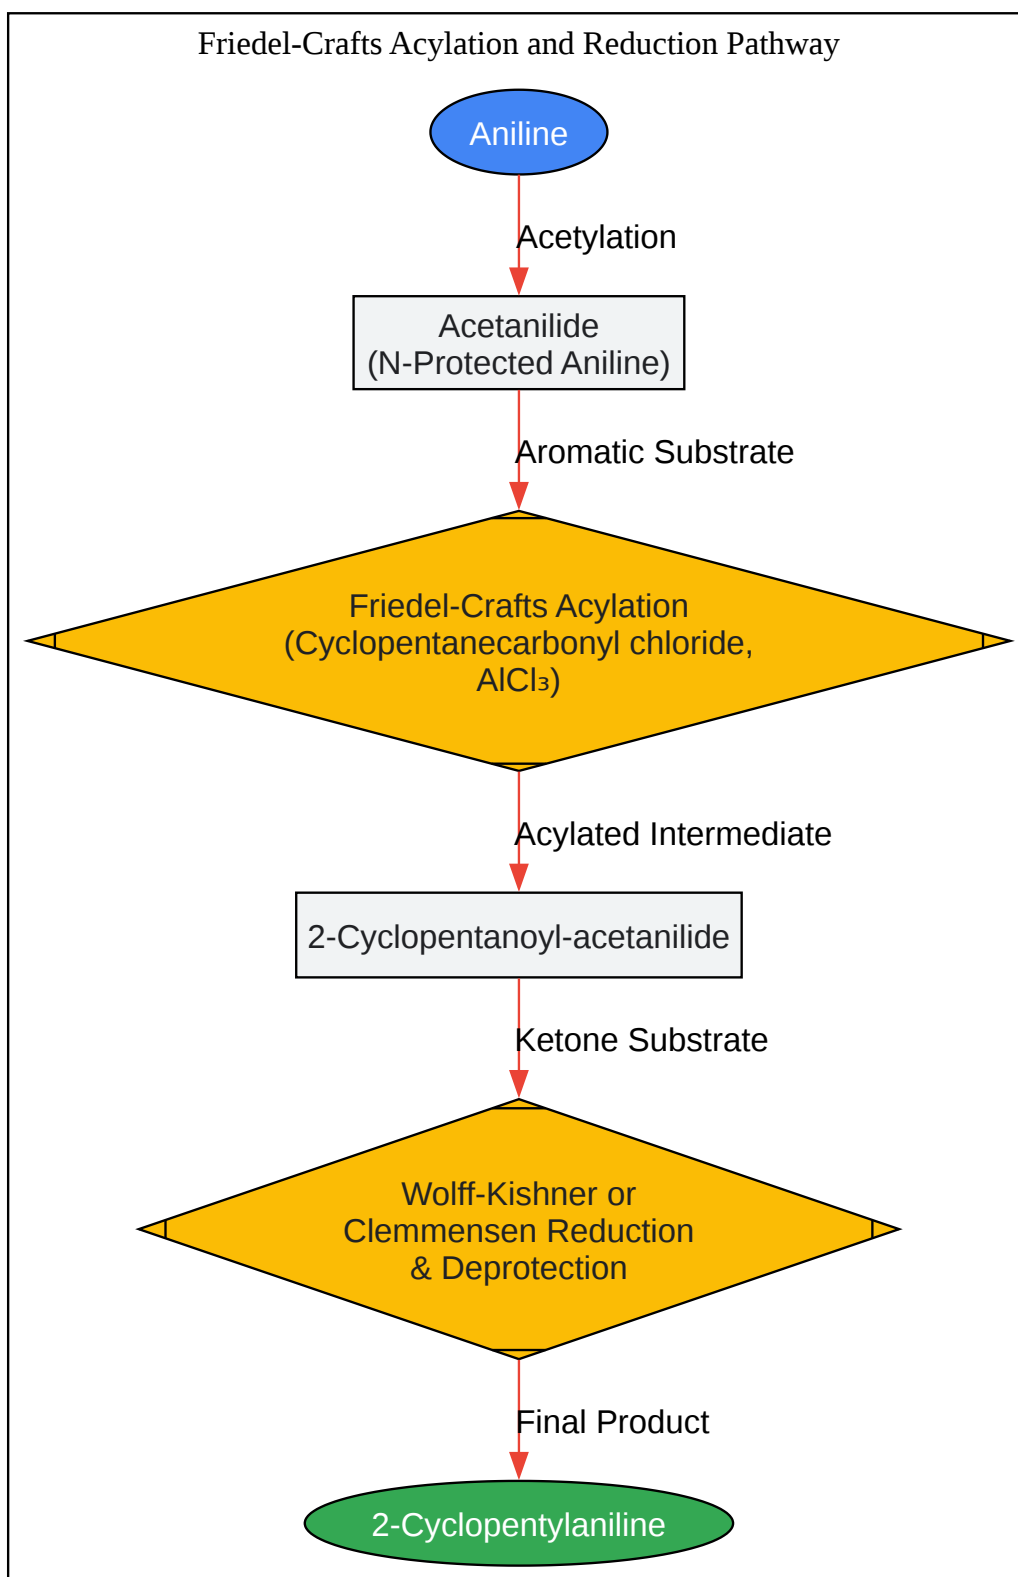 Friedel-Crafts Acylation and Reduction Pathway
Aniline
Acetylation
Acetanilide
(N-Protected Aniline)
Aromatic Substrate
Friedel-Crafts Acylation
(Cyclopentanecarbonyl chloride,
AlCl₃)
Acylated Intermediate
2-Cyclopentanoyl-acetanilide
Ketone Substrate
Wolff-Kishner or
Clemmensen Reduction
& Deprotection
Final Product
2-Cyclopentylaniline